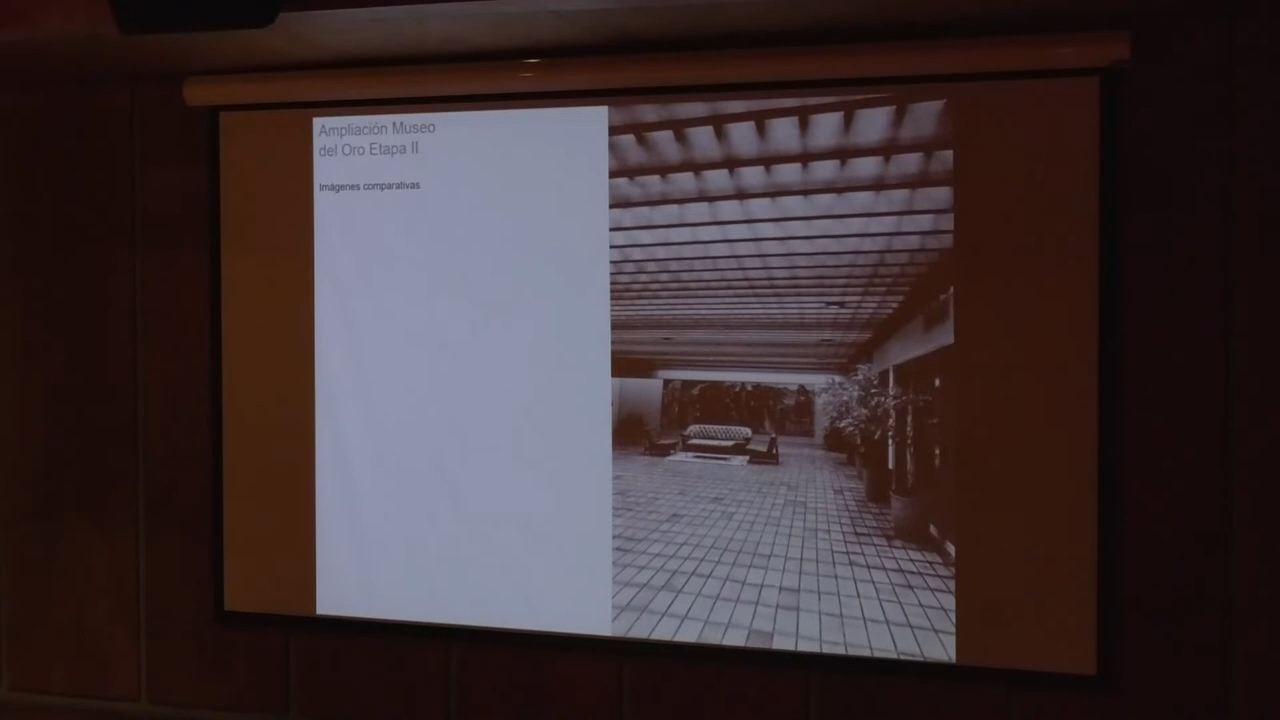 Ampliación Museo
del Oro Etapa II
Imágenes comparativas